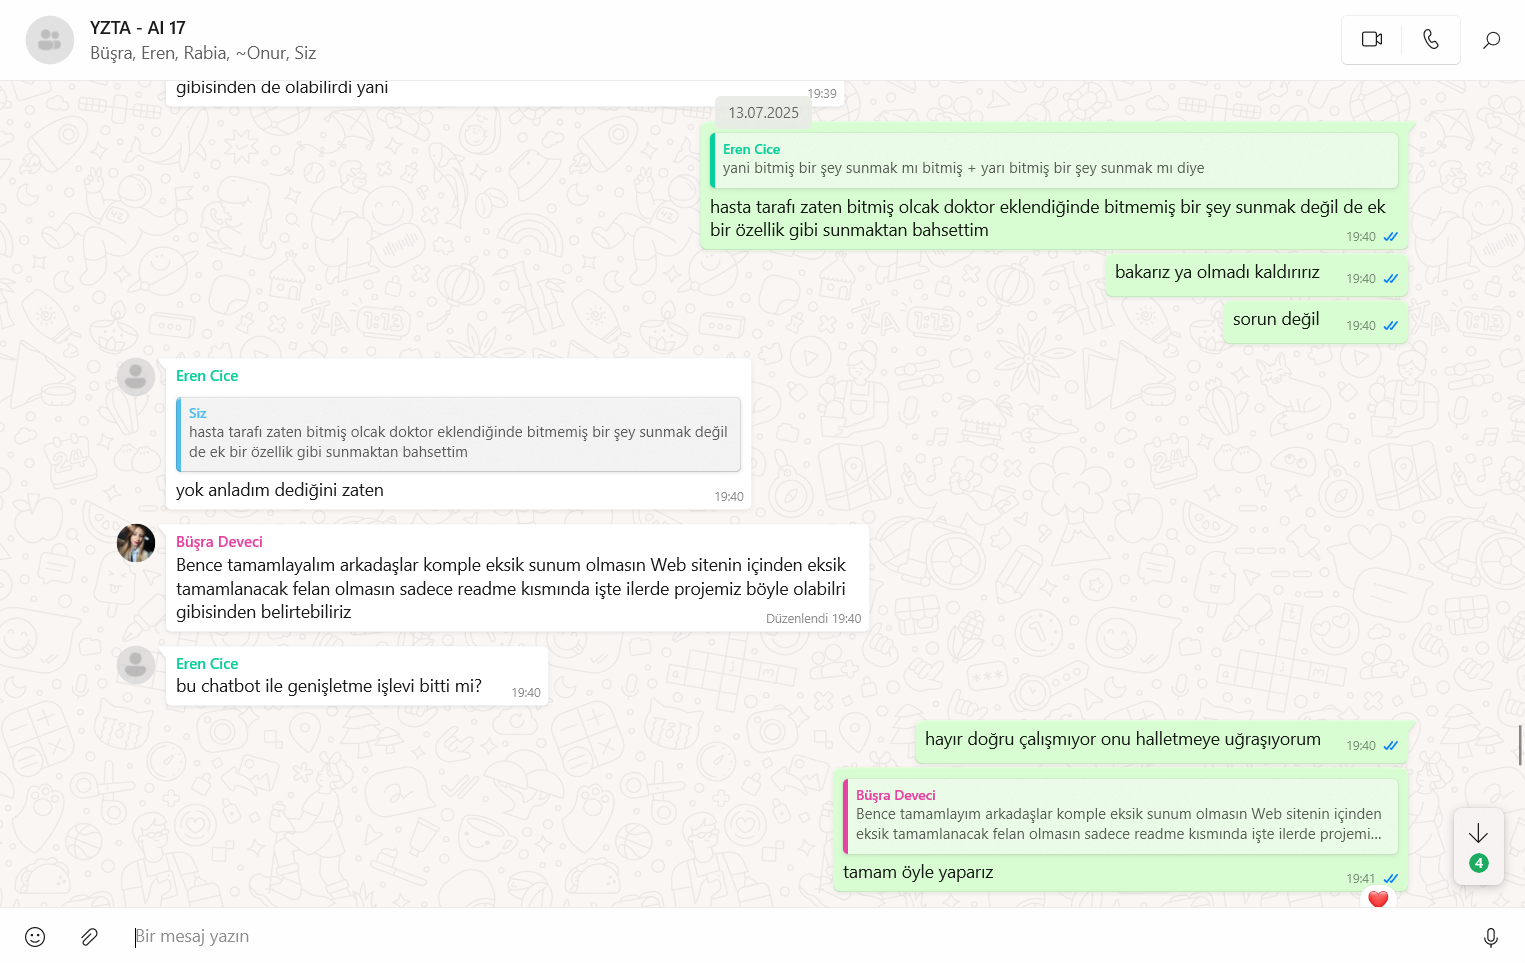 YZTA - AI 17
Büşra, Eren, Rabia, ~Onur, Siz
gibisinden de olabilirdi yani
19:39
13.07.2025
Eren Cice
yani bitmiş bir şey sunmak mı bitmiş + yarı bitmiş bir şey sunmak mı diye
hasta tarafı zaten bitmiş olcak doktor eklendiğinde bitmemiş bir şey sunmak değil de ek
bir özellik gibi sunmaktan bahsettim
19:40
bakarız ya olmadı kaldırırız
19:40
sorun değil
19:40
Eren Cice
Siz
hasta tarafı zaten bitmiş olcak doktor eklendiğinde bitmemiş bir şey sunmak değil
de ek bir özellik gibi sunmaktan bahsettim
yok anladım dediğini zaten
19:40
Büşra Deveci
Bence tamamlayalım arkadaşlar komple eksik sunum olmasın Web sitenin içinden eksik
tamamlanacak felan olmasın sadece readme kısmında işte ilerde projemiz böyle olabilri
gibisinden belirtebiliriz
Düzenlendi 19:40
Eren Cice
bu chatbot ile genişletme işlevi bitti mi?
19:40
hayır doğru çalışmıyor onu halletmeye uğraşıyorum
19:40
Büşra Deveci
Bence tamamlayım arkadaşlar komple eksik sunum olmasın Web sitenin içinden
eksik tamamlanacak felan olmasın sadece readme kısmında işte ilerde projemi...
tamam öyle yaparız
19:41
4
Bir mesaj yazın